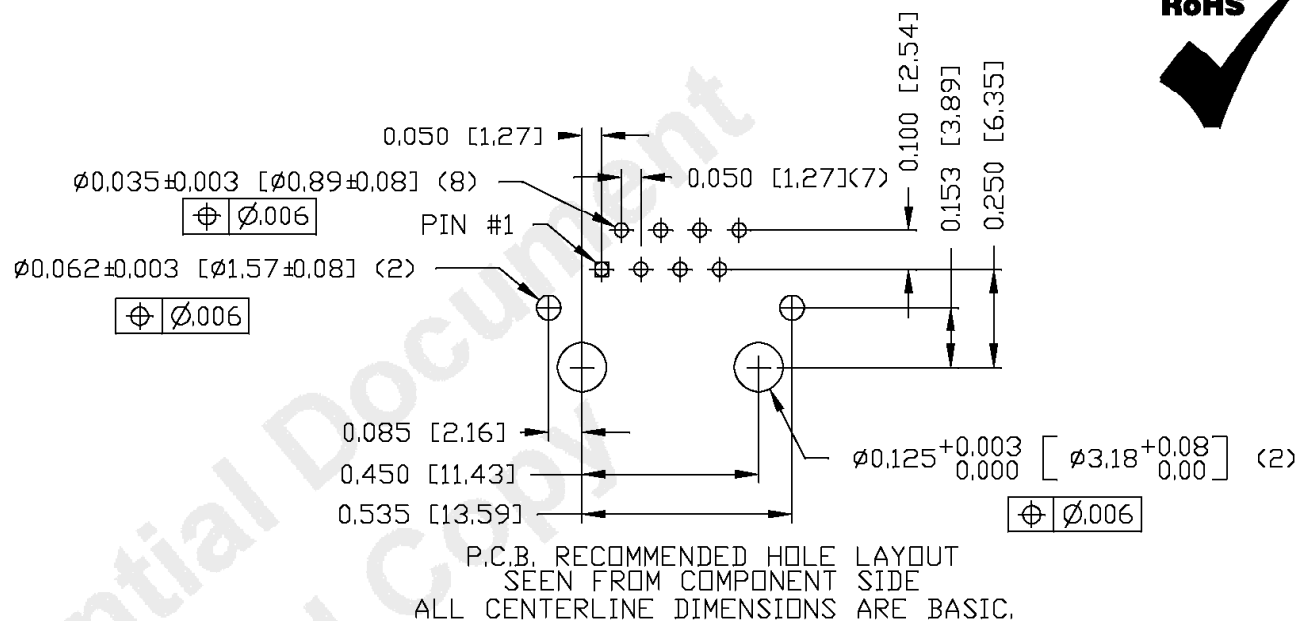 RoHS
0.100 [2.54]
0.153 [3.89]
0.250 [6.35]
0.050 [1.27]
0.050 [1.27](7)
Ø0.035±0.003 [Ø0.89±0.08] (8)
⌖ Ø.006
PIN #1
Ø0.062±0.003 [Ø1.57±0.08] (2)
⌖ Ø.006
0.085 [2.16]
0.450 [11.43]
0.535 [13.59]
Ø0.125+0.003 0.000 [Ø3.18+0.08 0.00] (2)
⌖ Ø.006
P.C.B. RECOMMENDED HOLE LAYOUT
SEEN FROM COMPONENT SIDE
ALL CENTERLINE DIMENSIONS ARE BASIC.
ential Document
Copy